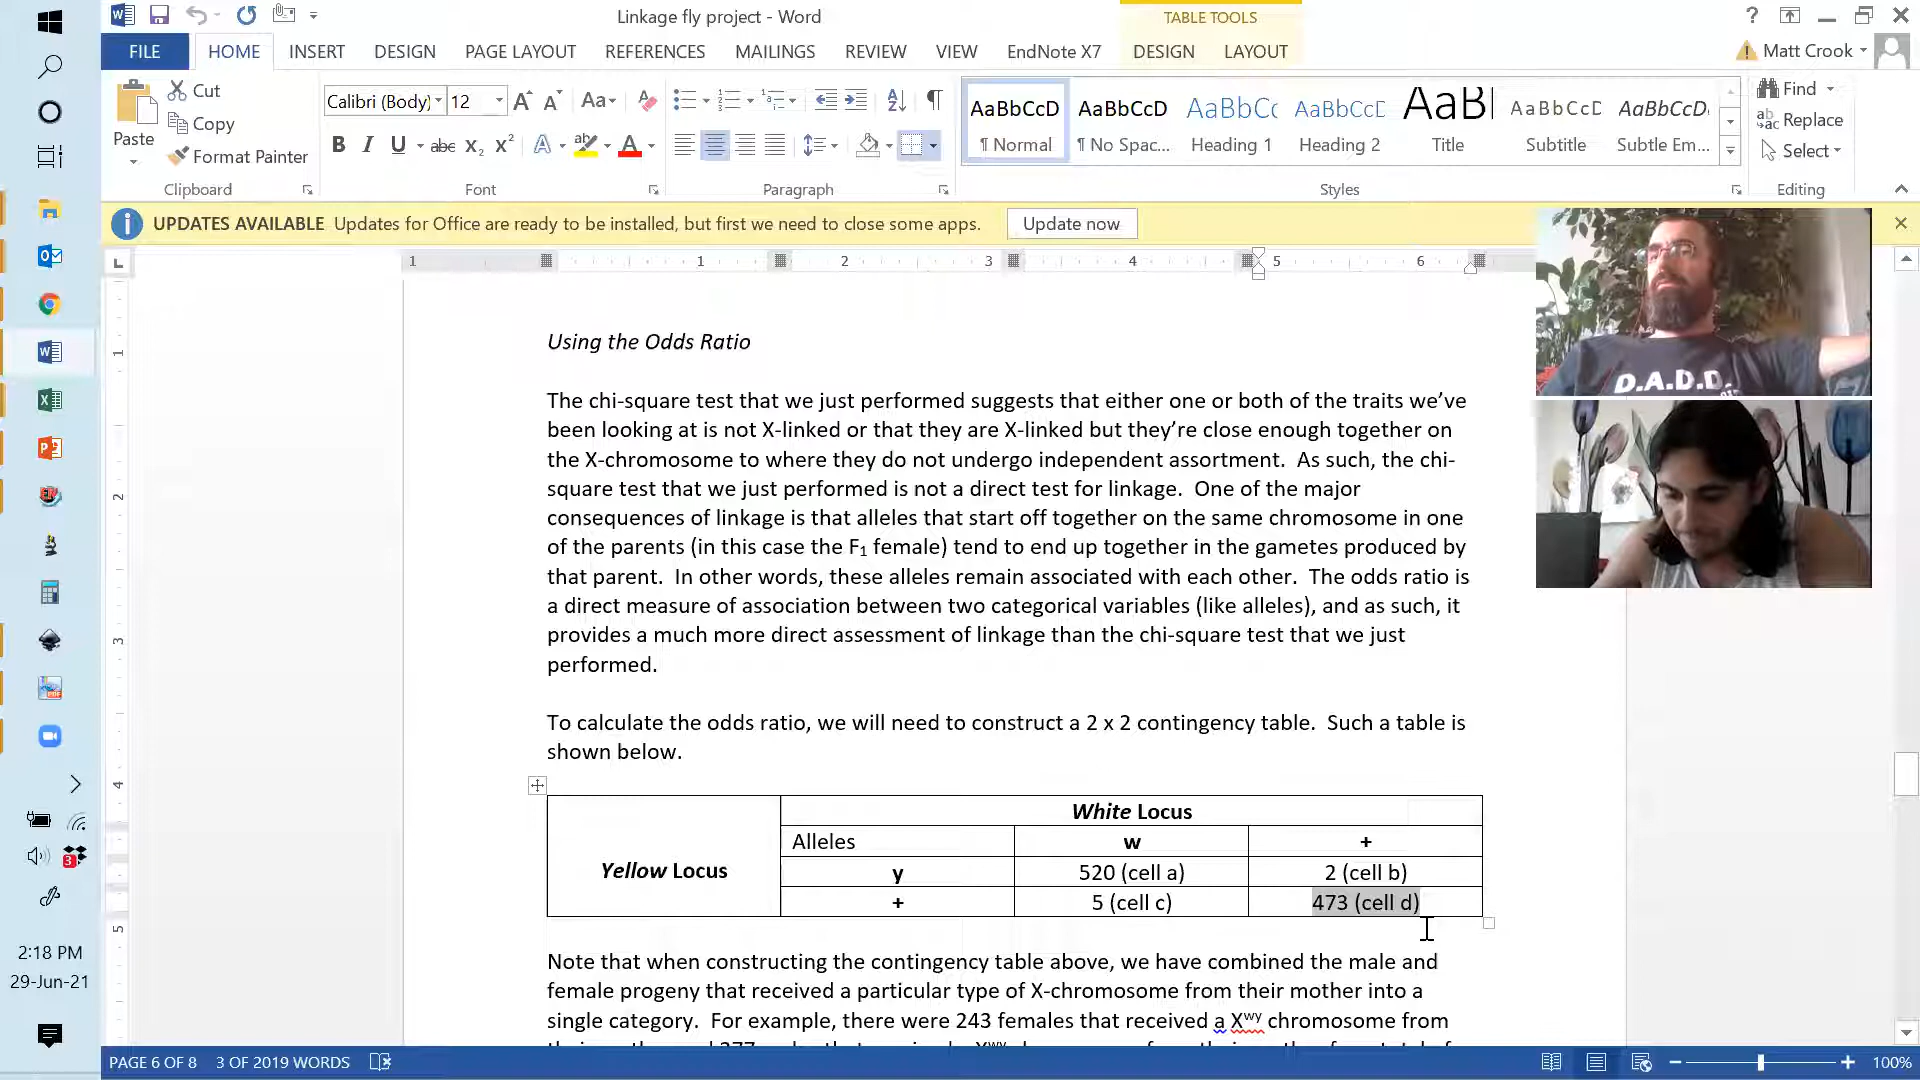 Linkage fly project - Word
TABLE TOOLS
FILE
HOME
INSERT
DESIGN
PAGE LAYOUT
REFERENCES
MAILINGS
REVIEW
VIEW
EndNote X7
DESIGN
LAYOUT
Matt Crook
Paste
Cut
Copy
Format Painter
Clipboard
Calibri (Body)
12
Font
Paragraph
AaBbCcD
¶ Normal
AaBbCcD
¶ No Spac...
AaBbCc
Heading 1
AaBbCcD
Heading 2
AaBl
Title
AaBbCcD
Subtitle
AaBbCcD
Subtle Em...
Styles
Find
Replace
Select
Editing
UPDATES AVAILABLE Updates for Office are ready to be installed, but first we need to close some apps.
Update now
1 1 2 3 4 5 6
D.A.D.D.
Using the Odds Ratio
The chi-square test that we just performed suggests that either one or both of the traits we’ve
been looking at is not X-linked or that they are X-linked but they’re close enough together on
the X-chromosome to where they do not undergo independent assortment. As such, the chi-
square test that we just performed is not a direct test for linkage. One of the major
consequences of linkage is that alleles that start off together on the same chromosome in one
of the parents (in this case the F1 female) tend to end up together in the gametes produced by
that parent. In other words, these alleles remain associated with each other. The odds ratio is
a direct measure of association between two categorical variables (like alleles), and as such, it
provides a much more direct assessment of linkage than the chi-square test that we just
performed.
To calculate the odds ratio, we will need to construct a 2 x 2 contingency table. Such a table is
shown below.
White Locus
Alleles w +
Yellow Locus
y 520 (cell a) 2 (cell b)
+ 5 (cell c) 473 (cell d)
Note that when constructing the contingency table above, we have combined the male and
female progeny that received a particular type of X-chromosome from their mother into a
single category. For example, there were 243 females that received a Xwy chromosome from
2:18 PM
29-Jun-21
PAGE 6 OF 8
3 OF 2019 WORDS
100%